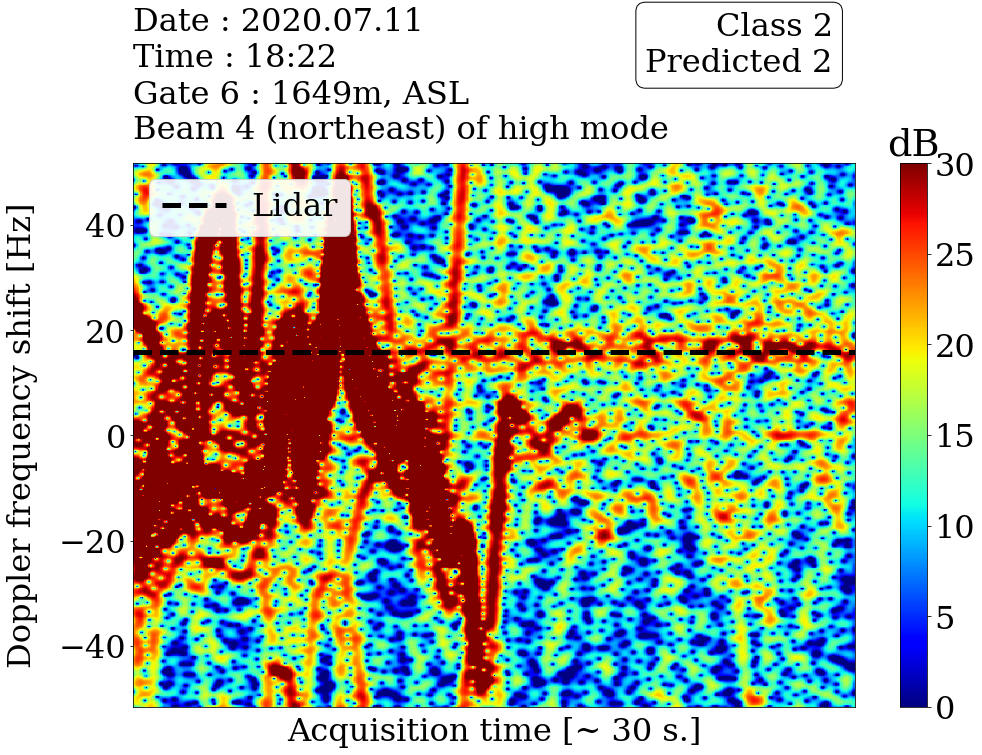 Date : 2020.07.11
Time : 18:22
Gate 6 : 1649m, ASL
Beam 4 (northeast) of high mode
Class 2
Predicted 2
dB
Lidar
Doppler frequency shift [Hz]
40
20
0
−20
−40
Acquisition time [~ 30 s.]
30
25
20
15
10
5
0